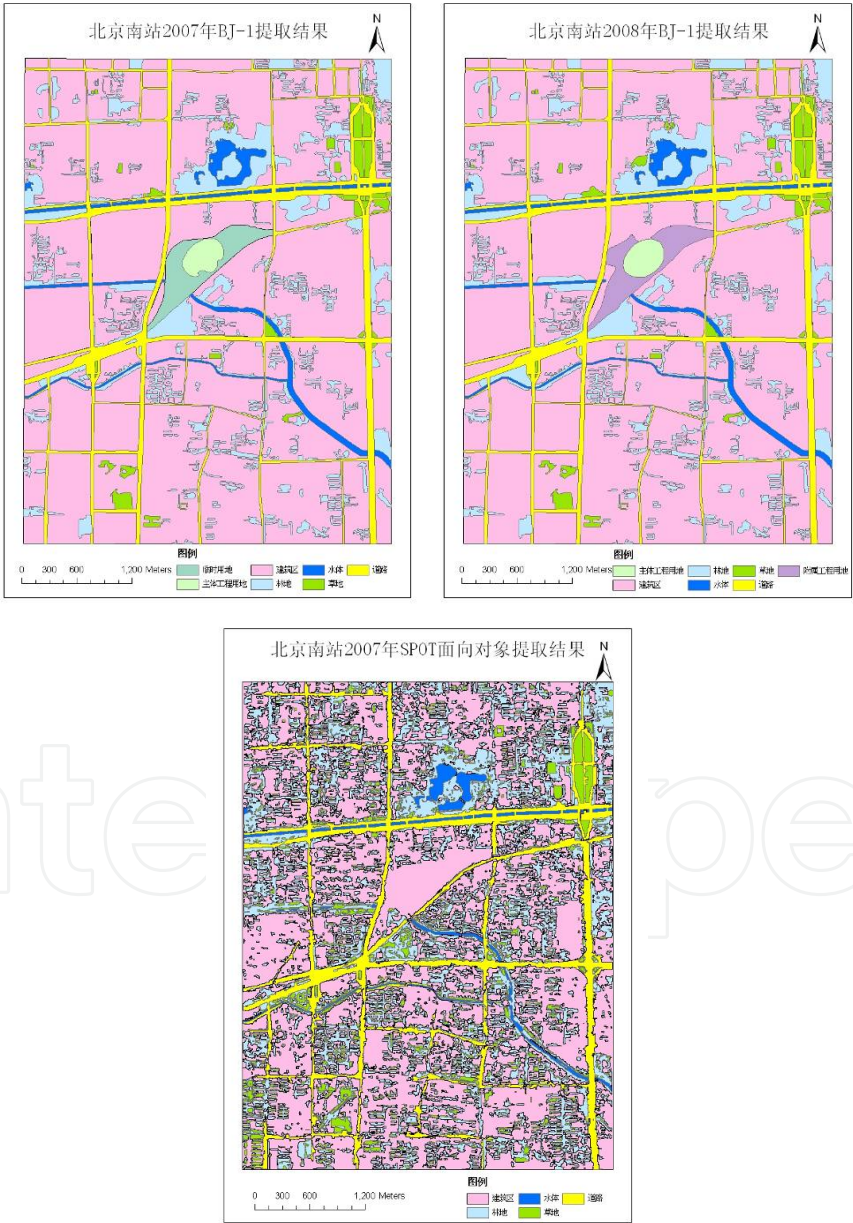 北京南站2007年BJ-1提取结果
N
图例
0 300 600 1,200 Meters
临时用地 建筑区 水体 道路
主体工程用地 林地 草地
北京南站2008年BJ-1提取结果
N
图例
0 300 600 1,200 Meters
主体工程用地 林地 草地 附属工程用地
建筑区 水体 道路
北京南站2007年SPOT面向对象提取结果
N
图例
0 300 600 1,200 Meters
建筑区 水体 道路
林地 草地